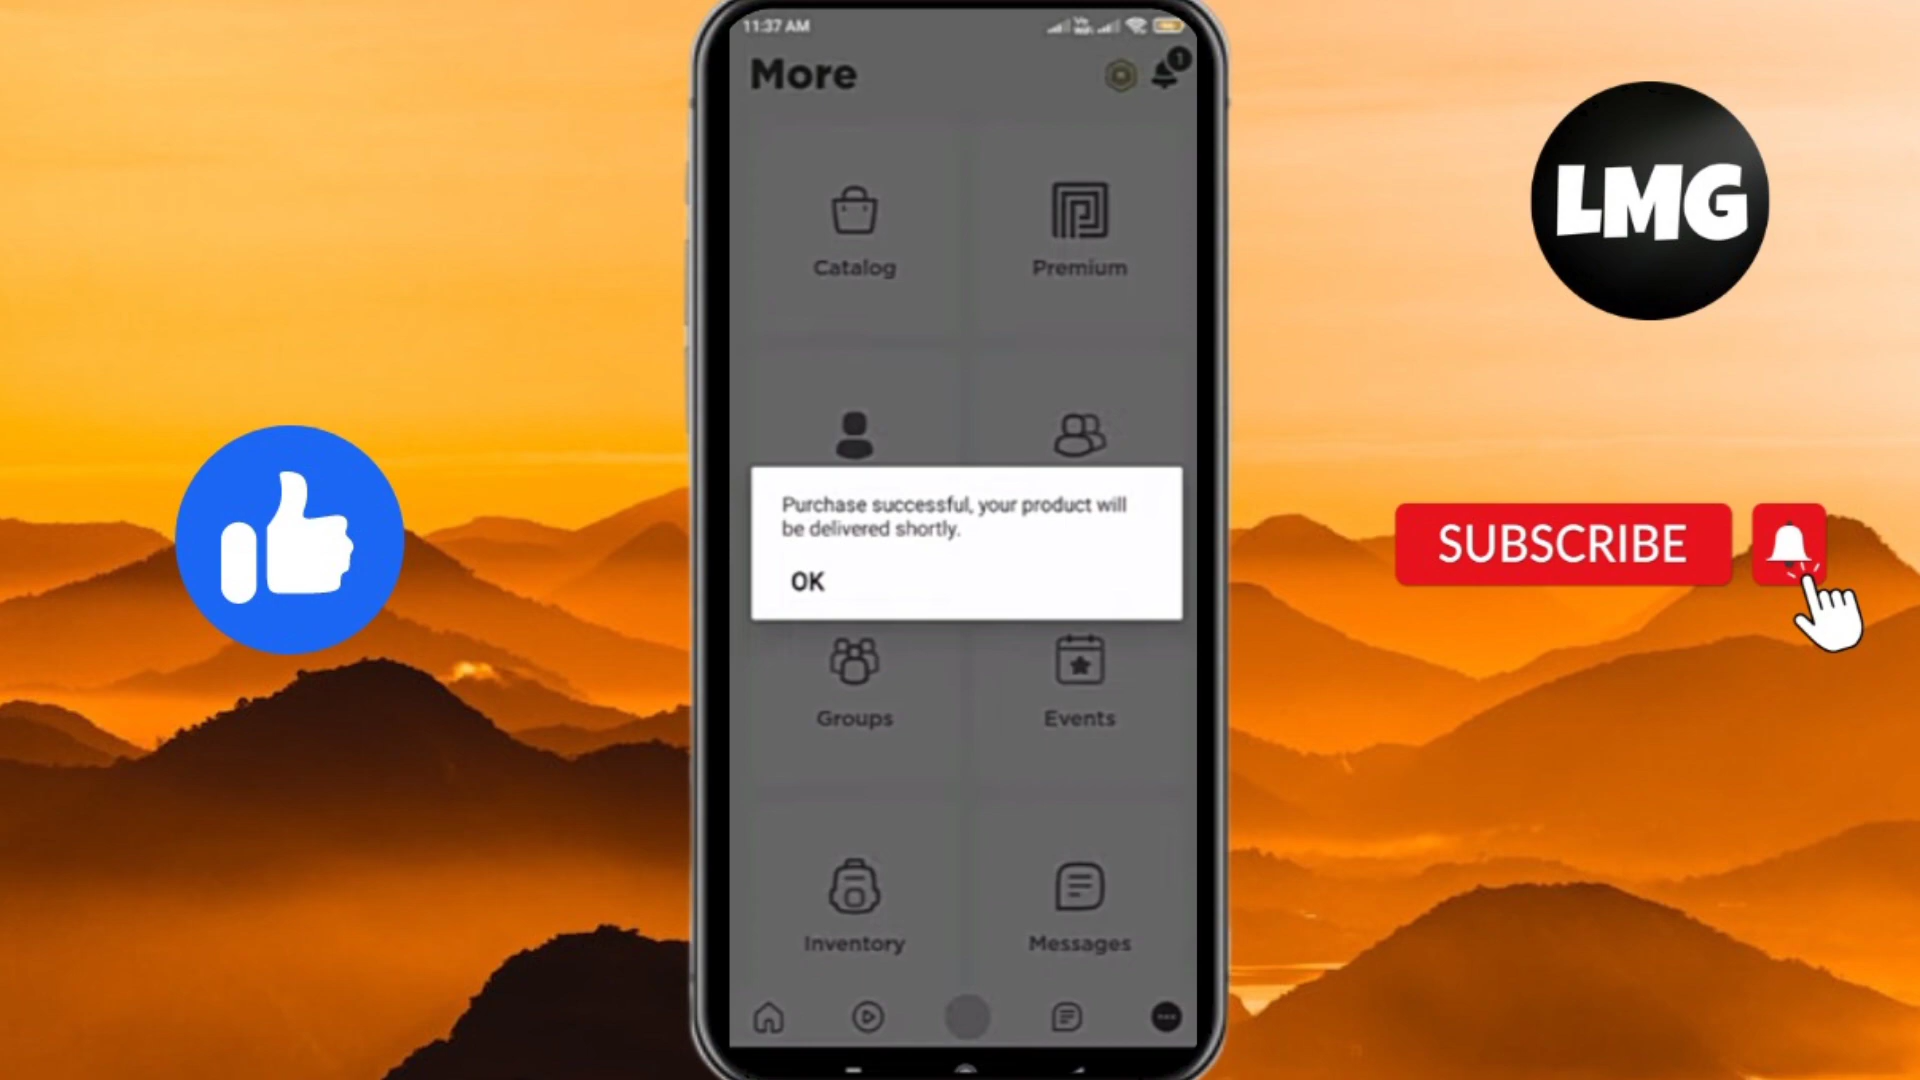 11:37 AM
More
1
Catalog
Premium
Purchase successful, your product will
be delivered shortly.
OK
Groups
Events
Inventory
Messages
LMG
SUBSCRIBE